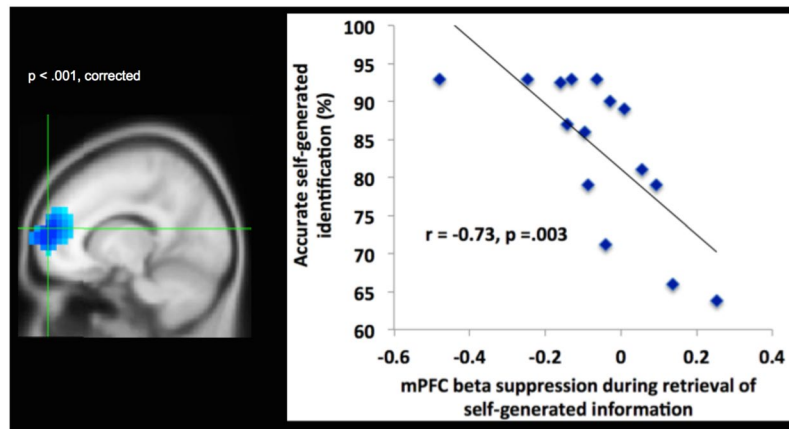 p < .001, corrected
Accurate self-generated
identification (%)
100
95
90
85
80
75
70
65
60
r = -0.73, p =.003
-0.6
-0.4
-0.2
0
0.2
0.4
mPFC beta suppression during retrieval of
self-generated information